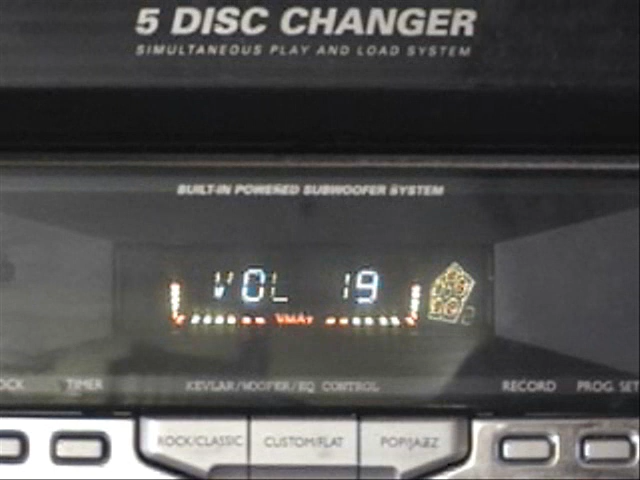 5 DISC CHANGER
SIMULTANEOUS PLAY AND LOAD SYSTEM
BUILT-IN POWERED SUBWOOFER SYSTEM
VOL 19
VMAX
TIMER KEVLAR/WOOFER/EQ CONTROL RECORD PROG. SET
ROCK/CLASSIC CUSTOM/FLAT POP/JAZZ